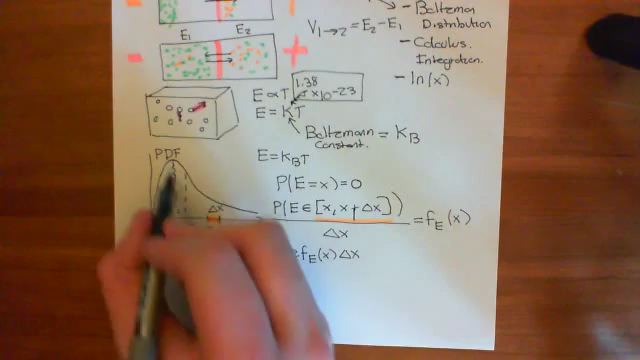 - Boltzman
Distribution
E1 E2
V1→2 = E2 - E1
- Calculus.
Integration.
- ln(x)
1.38
×10-23
E ∝ T
E = KT
Boltzmann = KB
Constant.
PDF
E = KBT
P(E=x)=0
Δx
P(E∈[x, x+Δx])
Δx
= fE(x)
fE(x)Δx